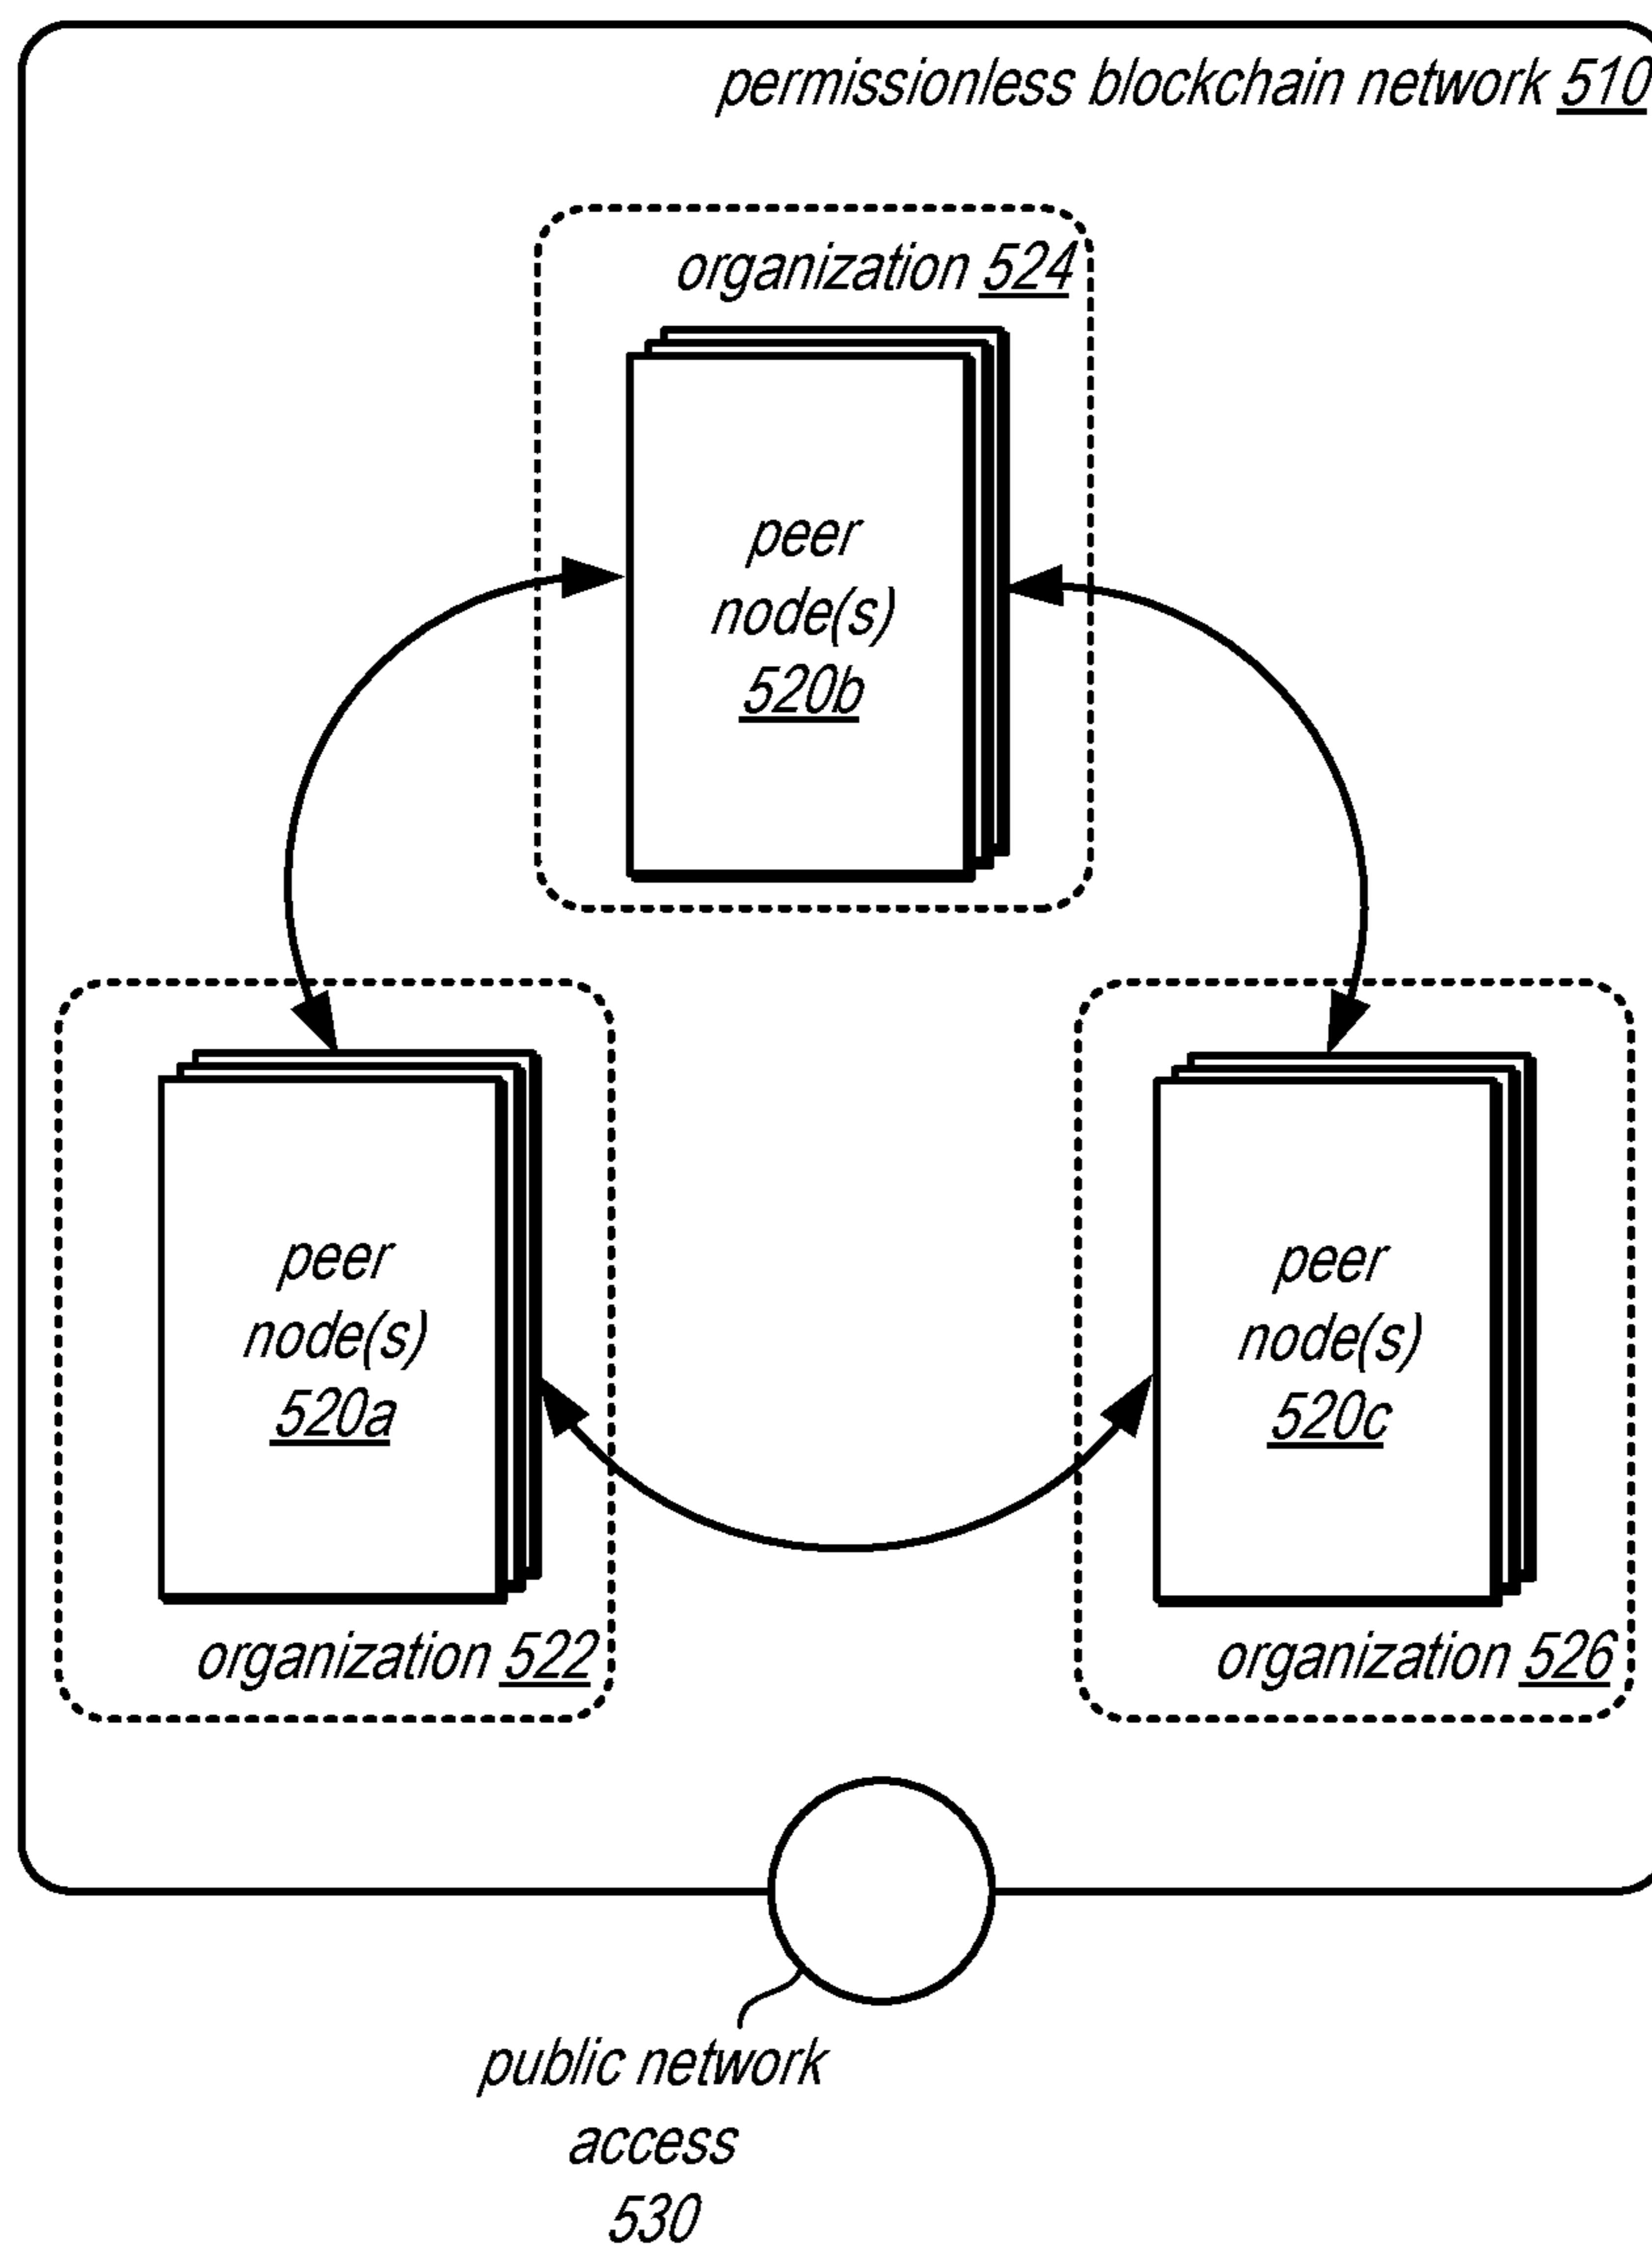 permissionless blockchain network 510
organization 524
peer
node(s)
520b
peer
node(s)
520a
organization 522
peer
node(s)
520c
organization 526
public network
access
530